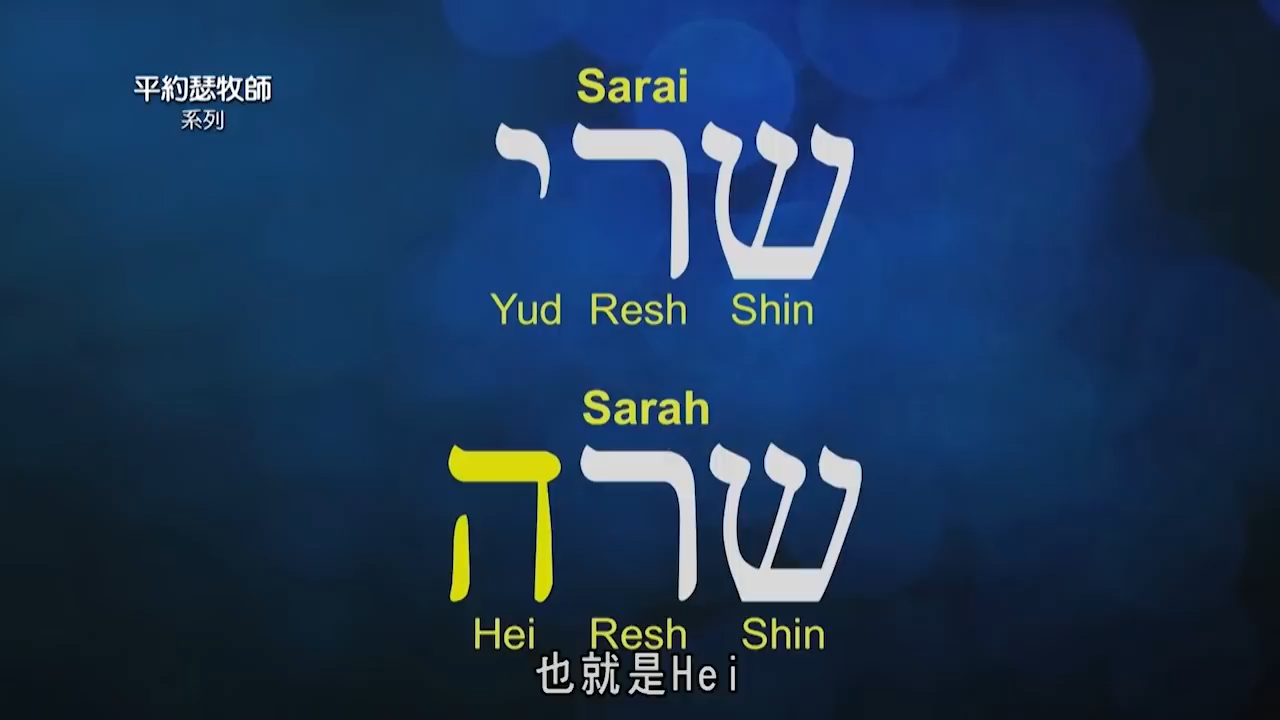 平約瑟牧師
系列
Sarai
שרי
Yud Resh Shin
Sarah
שרה
Hei Resh Shin
也就是Hei